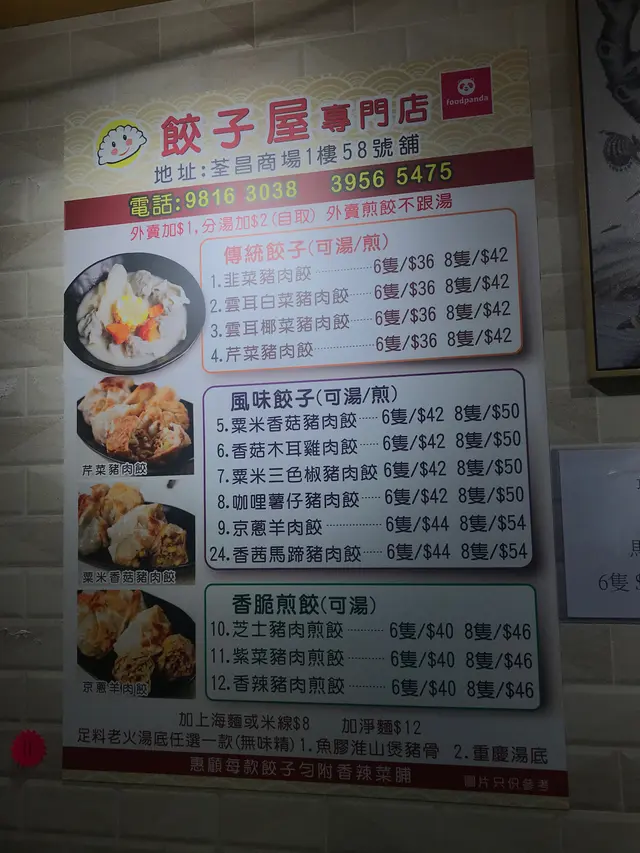 foodpanda
餃子屋專門店
地址:荃昌商場1樓58號舖
電話:9816 3038 3956 5475
外賣加$1,分湯加$2(自取) 外賣煎餃不跟湯
傳統餃子(可湯/煎)
1.韭菜豬肉餃 6隻/$36 8隻/$42
2.雲耳白菜豬肉餃 6隻/$36 8隻/$42
3.雲耳椰菜豬肉餃 6隻/$36 8隻/$42
4.芹菜豬肉餃 6隻/$36 8隻/$42
風味餃子(可湯/煎)
5.粟米香菇豬肉餃 6隻/$42 8隻/$50
6.香菇木耳雞肉餃 6隻/$42 8隻/$50
7.粟米三色椒豬肉餃 6隻/$42 8隻/$50
8.咖哩薯仔豬肉餃 6隻/$42 8隻/$50
9.京蔥羊肉餃 6隻/$44 8隻/$54
24.香茜馬蹄豬肉餃 6隻/$44 8隻/$54
香脆煎餃(可湯)
10.芝士豬肉煎餃 6隻/$40 8隻/$46
11.紫菜豬肉煎餃 6隻/$40 8隻/$46
12.香辣豬肉煎餃 6隻/$40 8隻/$46
芹菜豬肉餃
粟米香菇豬肉餃
京蔥羊肉餃
加上海麵或米線$8 加淨麵$12
足料老火湯底任選一款(無味精) 1.魚膠淮山煲豬骨 2.重慶湯底
惠顧每款餃子勻附香辣菜脯
圖片只份參考
6隻